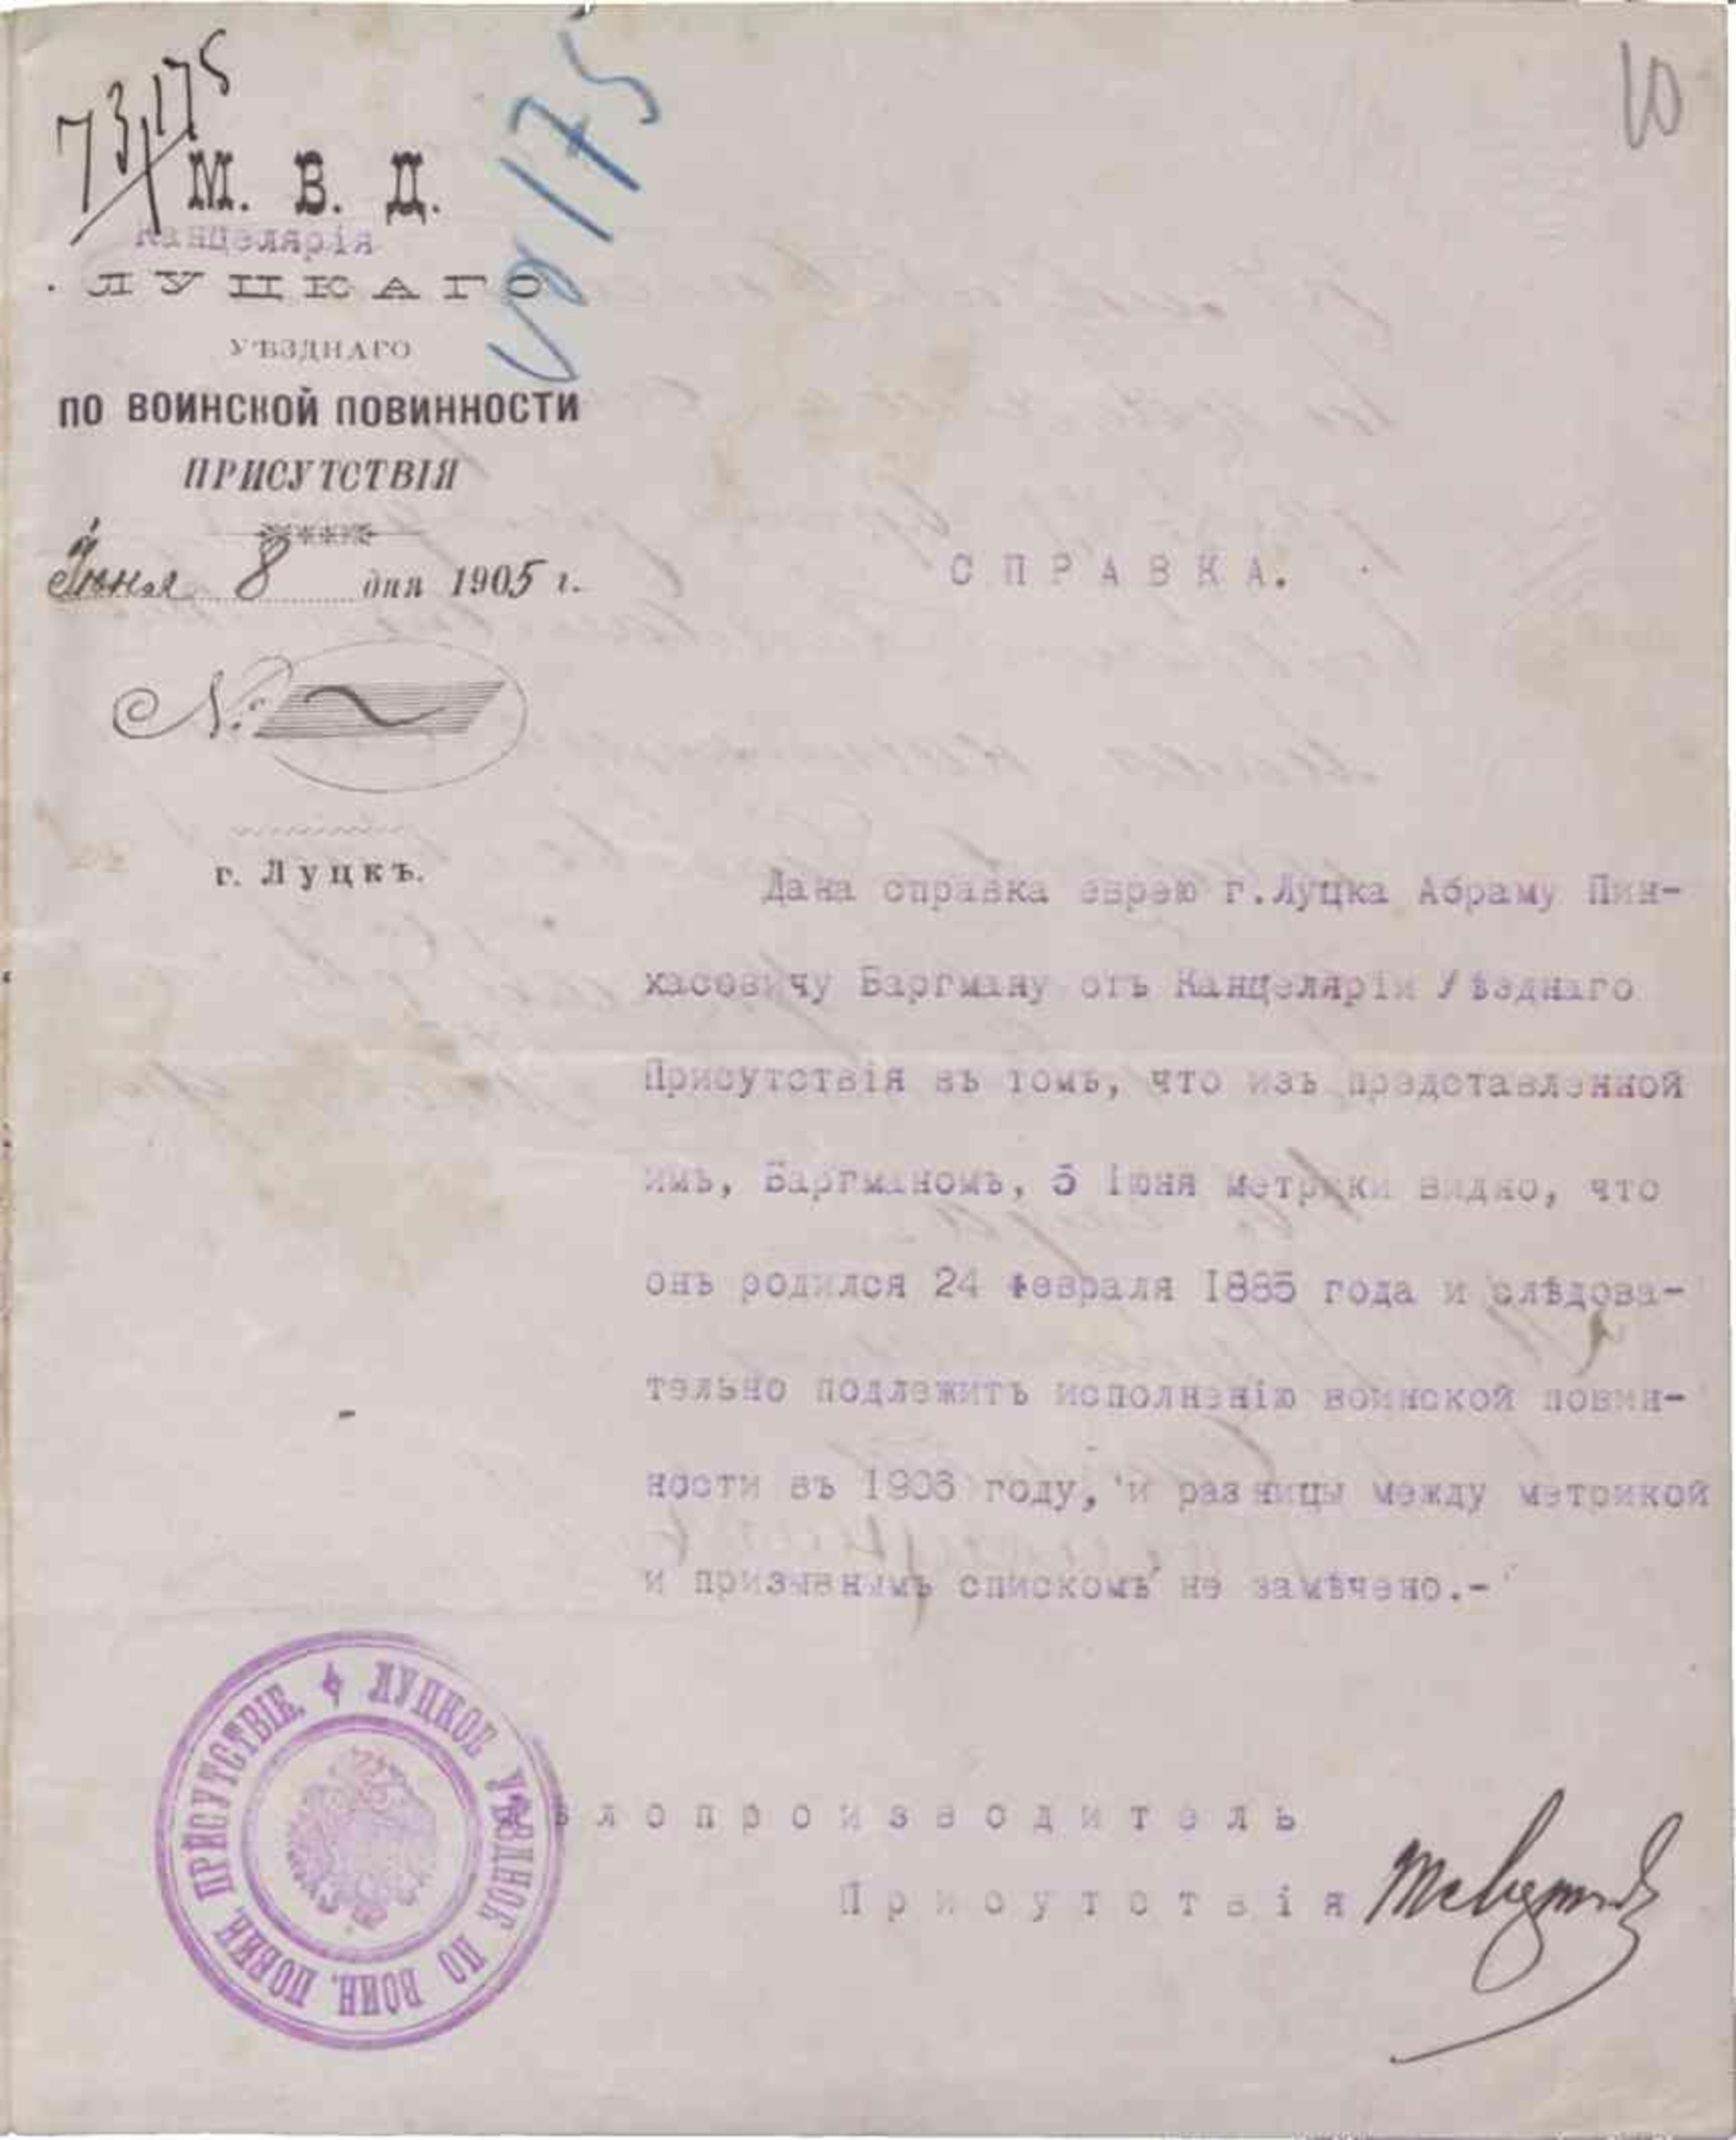 73/175
175
10
М. В. Д.
Канцелярія
ЛУЦКАГО
УѢЗДНАГО
ПО ВОИНСКОЙ ПОВИННОСТИ
ПРИСУТСТВІЯ
Іюня 8 дня 1905 г.
№
г. Луцкъ.
СПРАВКА.
Дана справка еврею г.Луцка Абраму Пин-
хасовичу Баргману отъ Канцеляріи Уѣзднаго
Присутствія въ томъ, что изъ представленной
имъ, Баргманомъ, 5 Іюня метрики видно, что
онъ родился 24 февраля 1885 года и слѣдова-
тельно подлежитъ исполненію воинской повин-
ности въ 1906 году, и разницы между метрикой
и призывнымъ спискомъ не замѣчено.-
ѣлопроизводитель
Присутствія
ЛУЦКОЕ УѢЗДНОЕ ПО ВОИН. ПОВИН. ПРИСУТСТВІЕ.